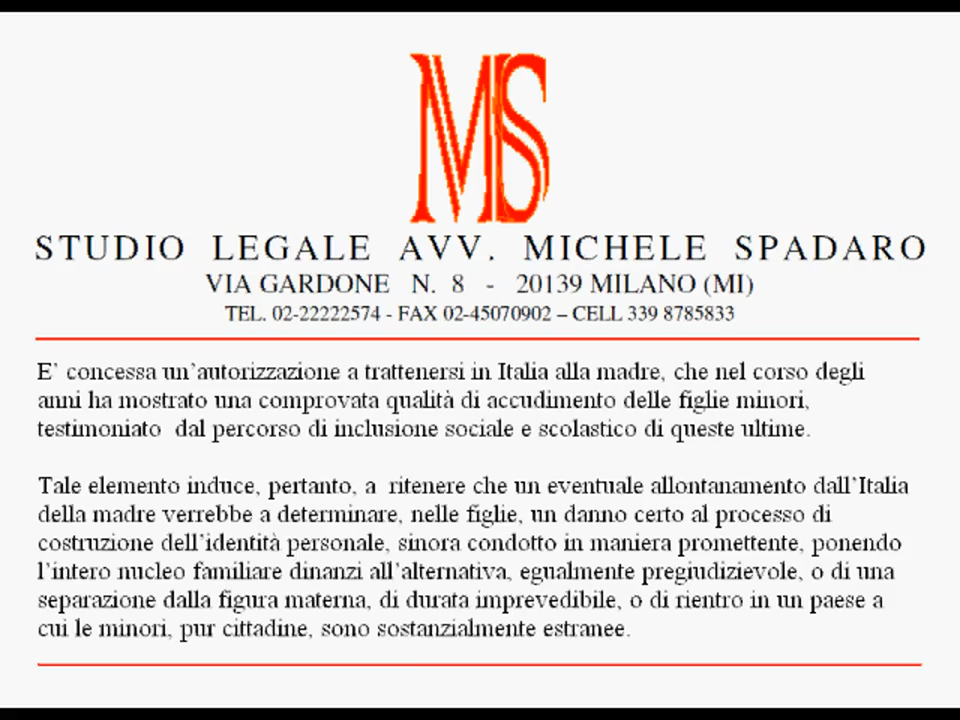 MS
STUDIO LEGALE AVV. MICHELE SPADARO
VIA GARDONE N. 8 - 20139 MILANO (MI)
TEL. 02-22222574 - FAX 02-45070902 – CELL 339 8785833
E' concessa un'autorizzazione a trattenersi in Italia alla madre, che nel corso degli
anni ha mostrato una comprovata qualità di accudimento delle figlie minori,
testimoniato dal percorso di inclusione sociale e scolastico di queste ultime.
Tale elemento induce, pertanto, a ritenere che un eventuale allontanamento dall'Italia
della madre verrebbe a determinare, nelle figlie, un danno certo al processo di
costruzione dell'identità personale, sinora condotto in maniera promettente, ponendo
l'intero nucleo familiare dinanzi all'alternativa, egualmente pregiudizievole, o di una
separazione dalla figura materna, di durata imprevedibile, o di rientro in un paese a
cui le minori, pur cittadine, sono sostanzialmente estranee.